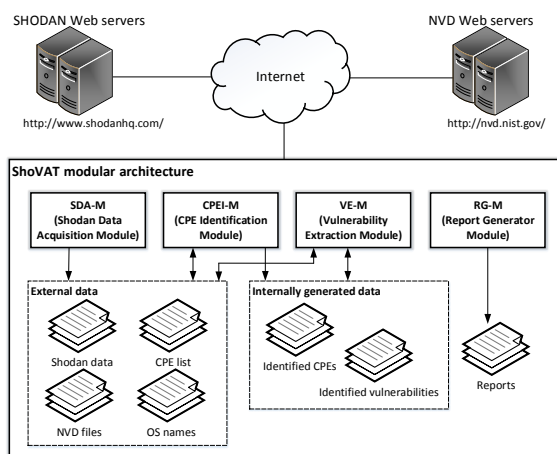 SHODAN Web servers
NVD Web servers
Internet
http://www.shodanhq.com/
http://nvd.nist.gov/
ShoVAT modular architecture
SDA-M
(Shodan Data
Acquisition Module)
CPEI-M
(CPE Identification
Module)
VE-M
(Vulnerability
Extraction Module)
RG-M
(Report Generator
Module)
External data
Internally generated data
Shodan data
CPE list
Identified CPEs
Identified vulnerabilities
Reports
NVD files
OS names